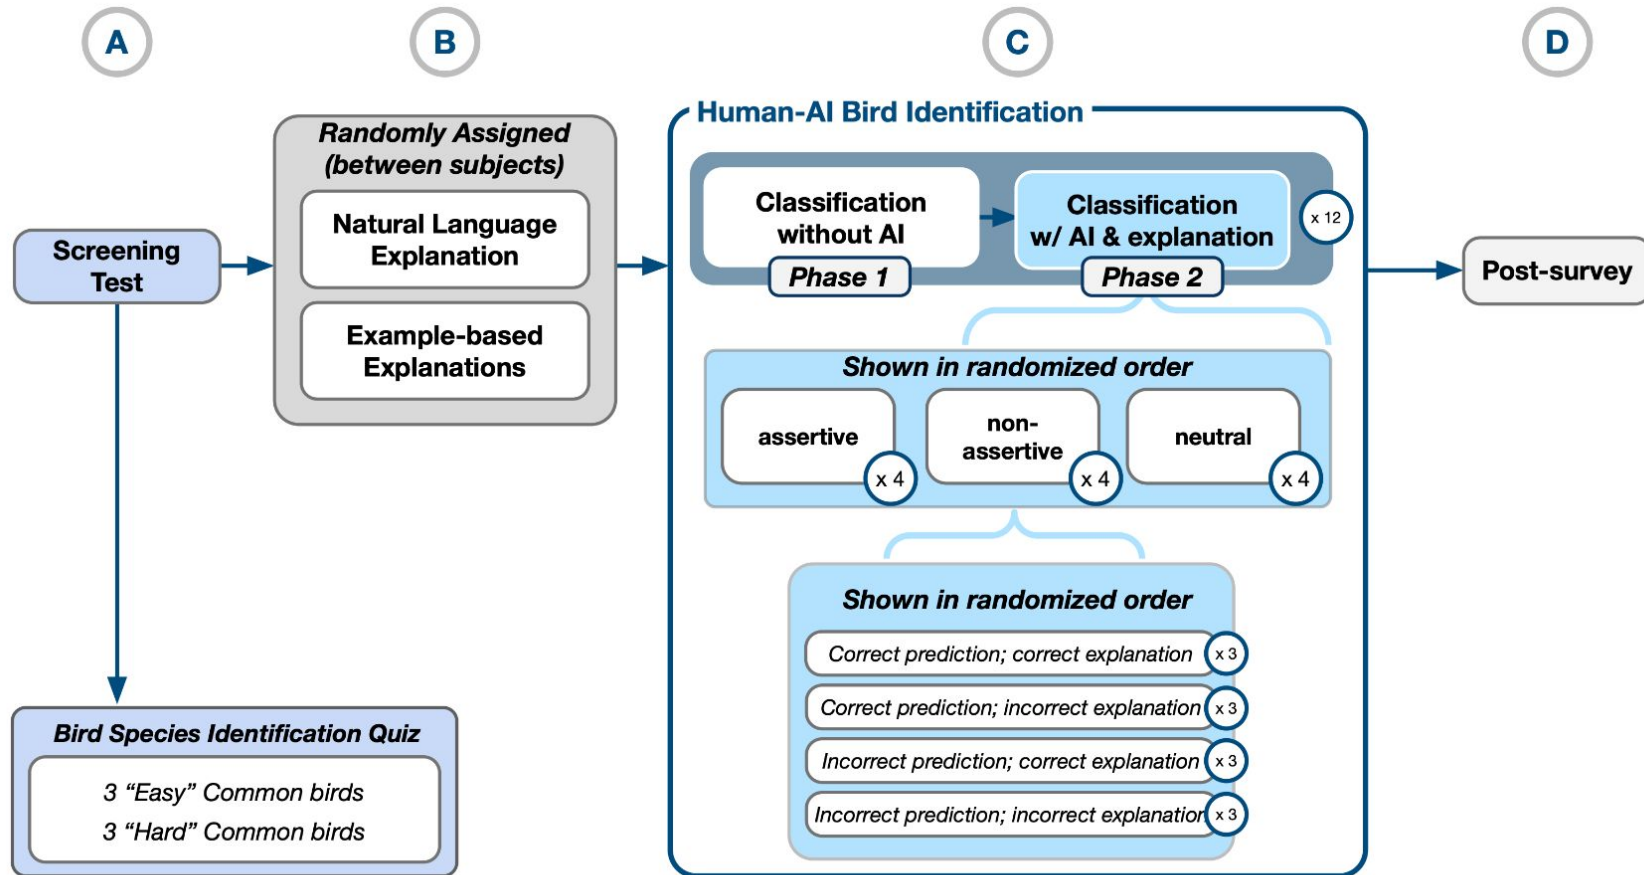 A
B
C
D
Screening
Test
Bird Species Identification Quiz
3 “Easy” Common birds
3 “Hard” Common birds
Randomly Assigned
(between subjects)
Natural Language
Explanation
Example-based
Explanations
Human-AI Bird Identification
Classification
without AI
Phase 1
Classification
w/ AI & explanation
Phase 2
x 12
Shown in randomized order
assertive
x 4
non-
assertive
x 4
neutral
x 4
Shown in randomized order
Correct prediction; correct explanation
x 3
Correct prediction; incorrect explanation
x 3
Incorrect prediction; correct explanation
x 3
Incorrect prediction; incorrect explanation
x 3
Post-survey